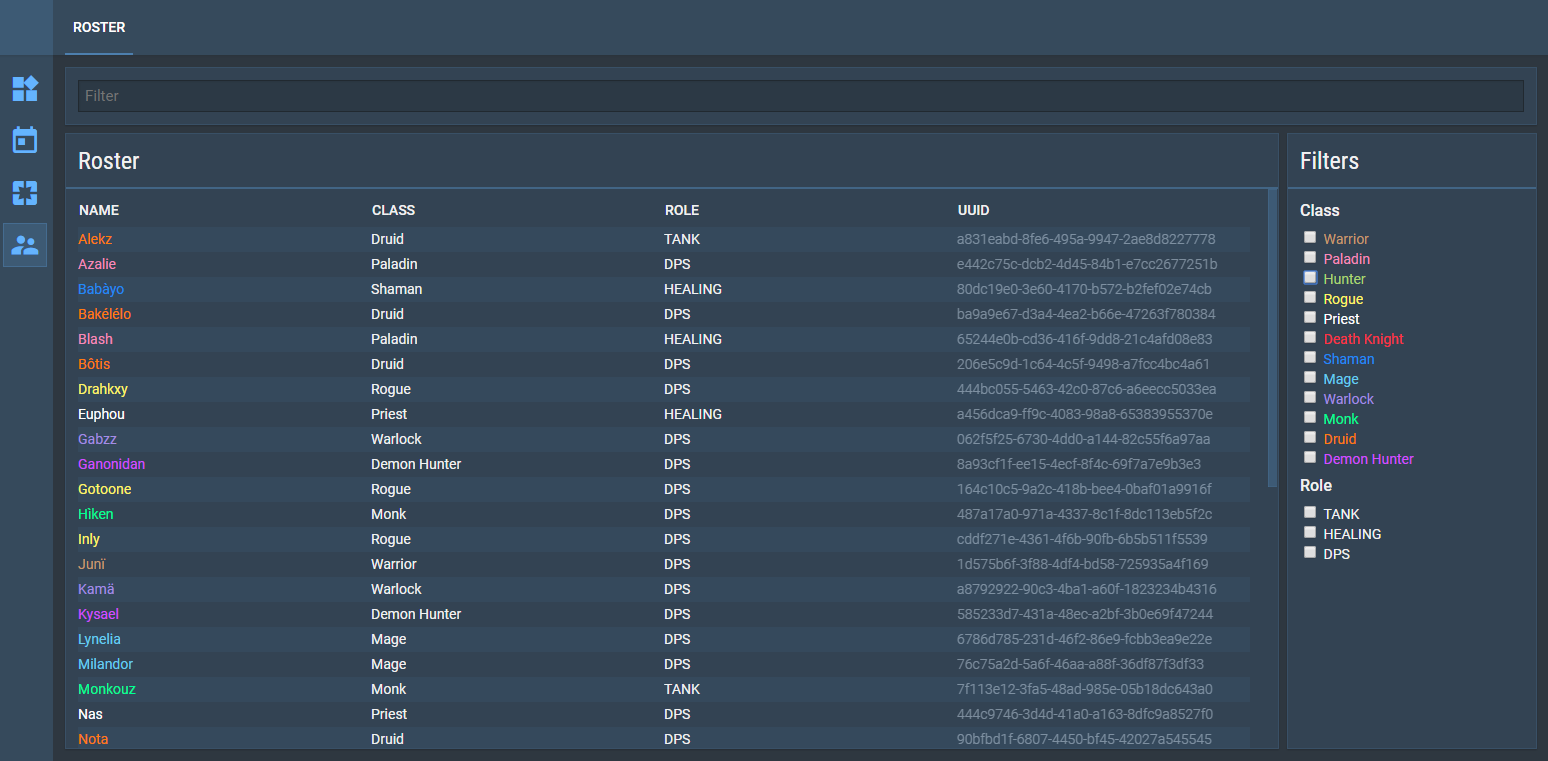 ROSTER
Filter
Roster
NAME CLASS ROLE UUID
Alekz Druid TANK a831eabd-8fe6-495a-9947-2ae8d8227778
Azalie Paladin DPS e442c75c-dcb2-4d45-84b1-e7cc2677251b
Babàyo Shaman HEALING 80dc19e0-3e60-4170-b572-b2fef02e74cb
Bakélélo Druid DPS ba9a9e67-d3a4-4ea2-b66e-47263f780384
Blash Paladin HEALING 65244e0b-cd36-416f-9dd8-21c4afd08e83
Bôtis Druid DPS 206e5c9d-1c64-4c5f-9498-a7fcc4bc4a61
Drahkxy Rogue DPS 444bc055-5463-42c0-87c6-a6eecc5033ea
Euphou Priest HEALING a456dca9-ff9c-4083-98a8-65383955370e
Gabzz Warlock DPS 062f5f25-6730-4dd0-a144-82c55f6a97aa
Ganonidan Demon Hunter DPS 8a93cf1f-ee15-4ecf-8f4c-69f7a7e9b3e3
Gotoone Rogue DPS 164c10c5-9a2c-418b-bee4-0baf01a9916f
Hìken Monk DPS 487a17a0-971a-4337-8c1f-8dc113eb5f2c
Inly Rogue DPS cddf271e-4361-4f6b-90fb-6b5b511f5539
Junï Warrior DPS 1d575b6f-3f88-4df4-bd58-725935a4f169
Kamä Warlock DPS a8792922-90c3-4ba1-a60f-1823234b4316
Kysael Demon Hunter DPS 585233d7-431a-48ec-a2bf-3b0e69f47244
Lynelia Mage DPS 6786d785-231d-46f2-86e9-fcbb3ea9e22e
Milandor Mage DPS 76c75a2d-5a6f-46aa-a88f-36df87f3df33
Monkouz Monk TANK 7f113e12-3fa5-48ad-985e-05b18dc643a0
Nas Priest DPS 444c9746-3d4d-41a0-a163-8dfc9a8527f0
Nota Druid DPS 90bfbd1f-6807-4450-bf45-42027a545545
Filters
Class
Warrior
Paladin
Hunter
Rogue
Priest
Death Knight
Shaman
Mage
Warlock
Monk
Druid
Demon Hunter
Role
TANK
HEALING
DPS